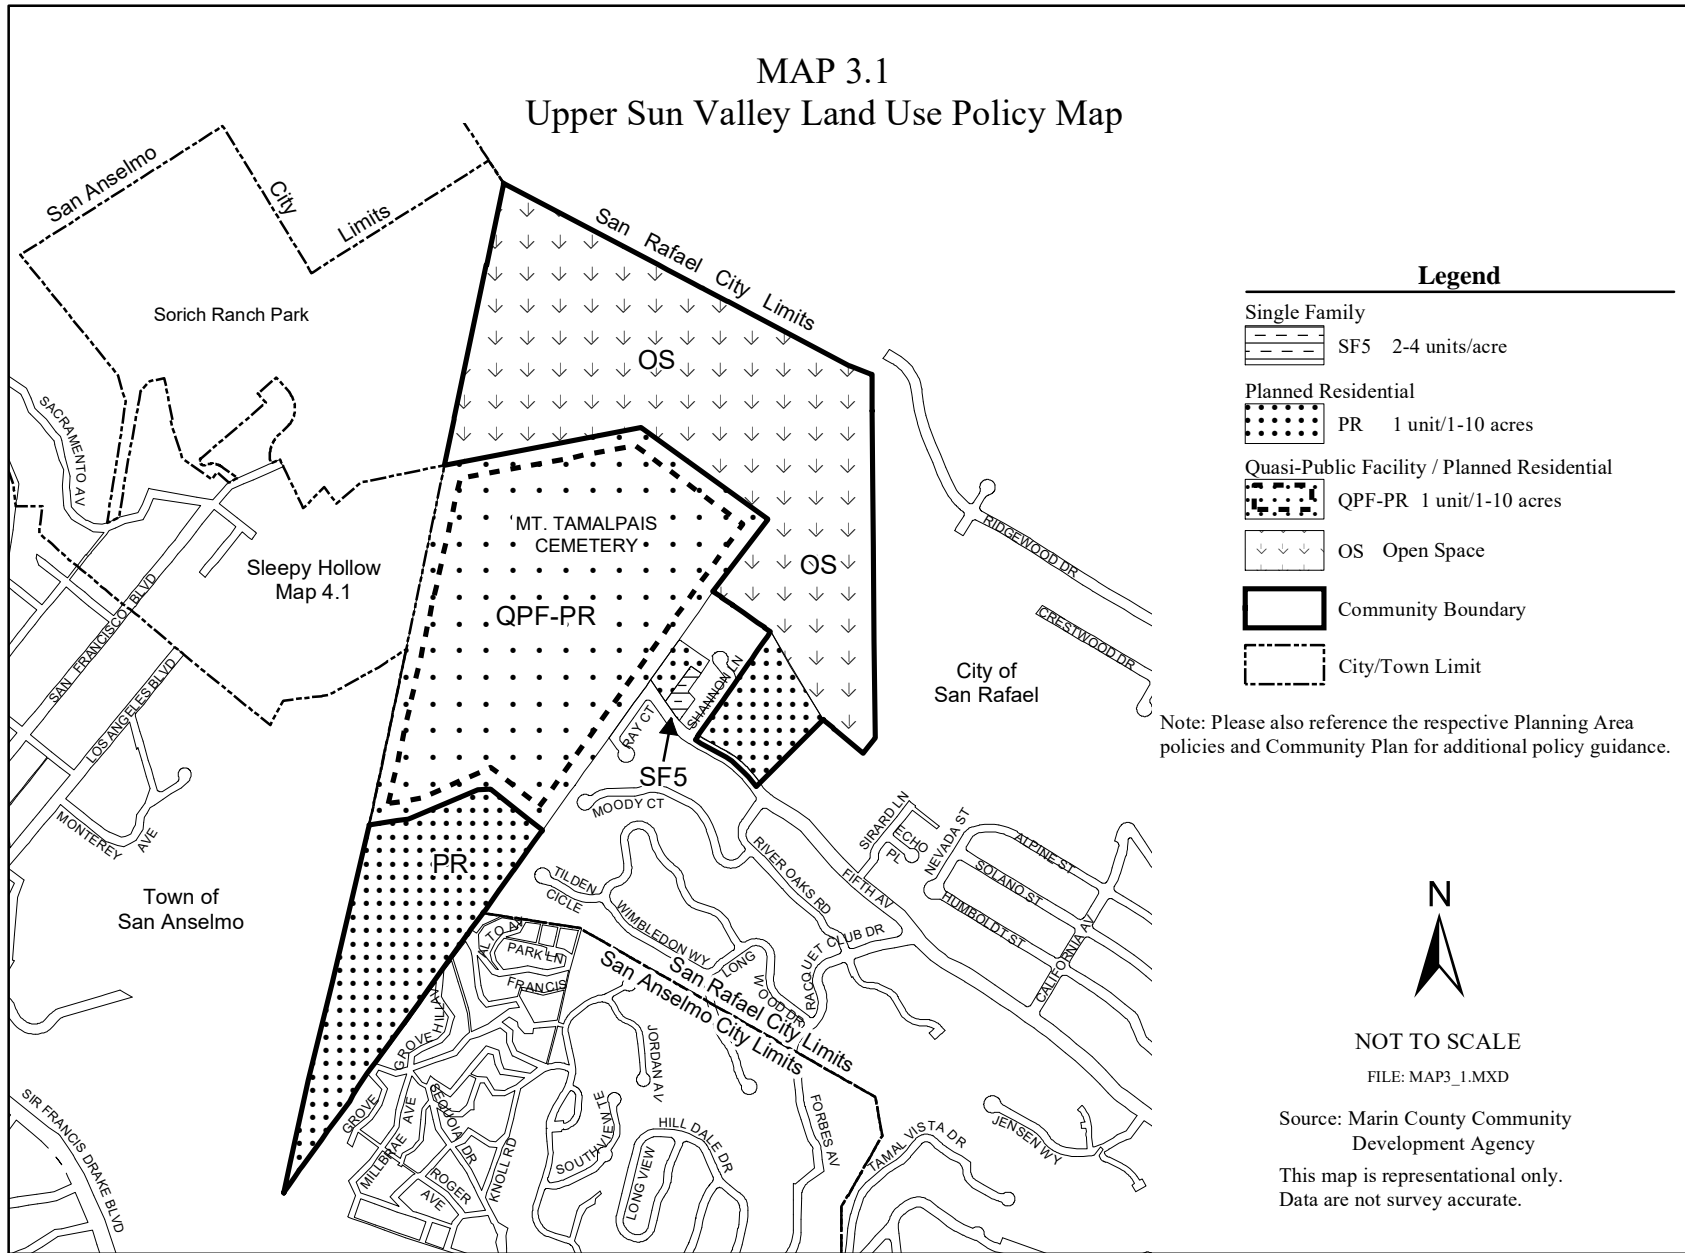 MAP 3.1
Upper Sun Valley Land Use Policy Map
San Anselmo
City
Limits
San Rafael City Limits
Sorich Ranch Park
OS
SACRAMENTO AV
MT. TAMALPAIS
CEMETERY
QPF-PR
OS
Sleepy Hollow
Map 4.1
SAN FRANCISCO BLVD
LOS ANGELES BLVD
MONTEREY
AVE
RIDGEWOOD DR
CRESTWOOD DR
City of
San Rafael
SHANNON LN
RAY CT
SF5
MOODY CT
PR
Town of
San Anselmo
RIVER OAKS RD
FIFTH AV
SIRARD LN
ECHO
PL
NEVADA ST
ALPINE ST
SOLANO ST
HUMBOLDT ST
CALIFORNIA AV
TILDEN
CICLE
WIMBLEDON WY
LONG
WOOD DR
RACQUET CLUB DR
ALTO AV
PARK LN
FRANCIS
San Rafael City Limits
San Anselmo City Limits
HILL AV
GROVE
GROVE
JORDAN AV
MILLBRAE AVE
SEQUOIA DR
ROGER
AVE
KNOLL RD
SOUTH VIEW TE
LONG VIEW
HILL DALE DR
FORBES AV
TAMAL VISTA DR
JENSEN WY
SIR FRANCIS DRAKE BLVD
Legend
Single Family
SF5 2-4 units/acre
Planned Residential
PR 1 unit/1-10 acres
Quasi-Public Facility / Planned Residential
QPF-PR 1 unit/1-10 acres
OS Open Space
Community Boundary
City/Town Limit
Note: Please also reference the respective Planning Area
policies and Community Plan for additional policy guidance.
N
NOT TO SCALE
FILE: MAP3_1.MXD
Source: Marin County Community
Development Agency
This map is representational only.
Data are not survey accurate.